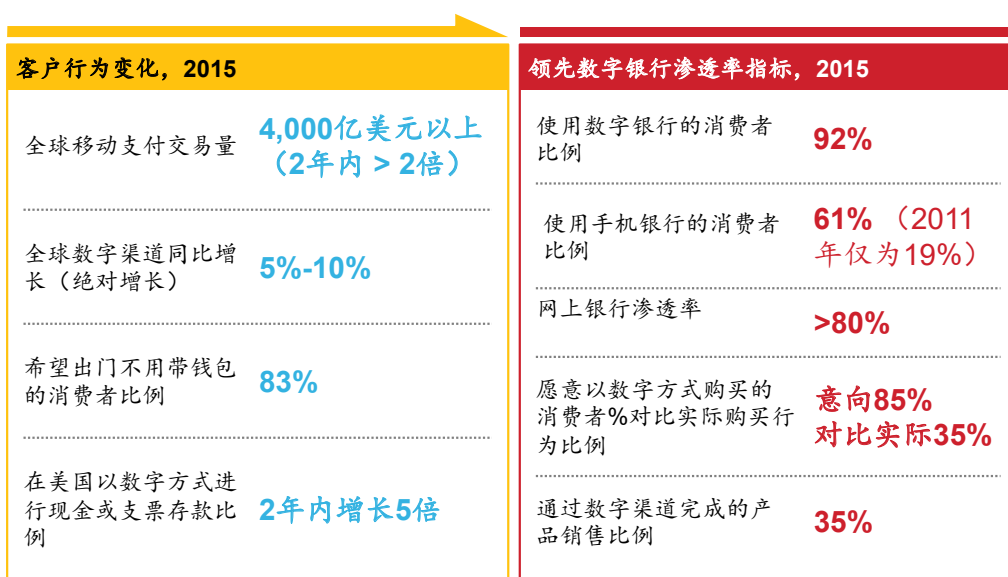 客户行为变化，2015
全球移动支付交易量
4,000亿美元以上
（2年内 > 2倍）
全球数字渠道同比增
长（绝对增长）
5%-10%
希望出门不用带钱包
的消费者比例
83%
在美国以数字方式进
行现金或支票存款比
例
2年内增长5倍
领先数字银行渗透率指标，2015
使用数字银行的消费者
比例
92%
使用手机银行的消费者
比例
61% （2011
年仅为19%）
网上银行渗透率
>80%
愿意以数字方式购买的
消费者%对比实际购买行
为比例
意向85%
对比实际35%
通过数字渠道完成的产
品销售比例
35%